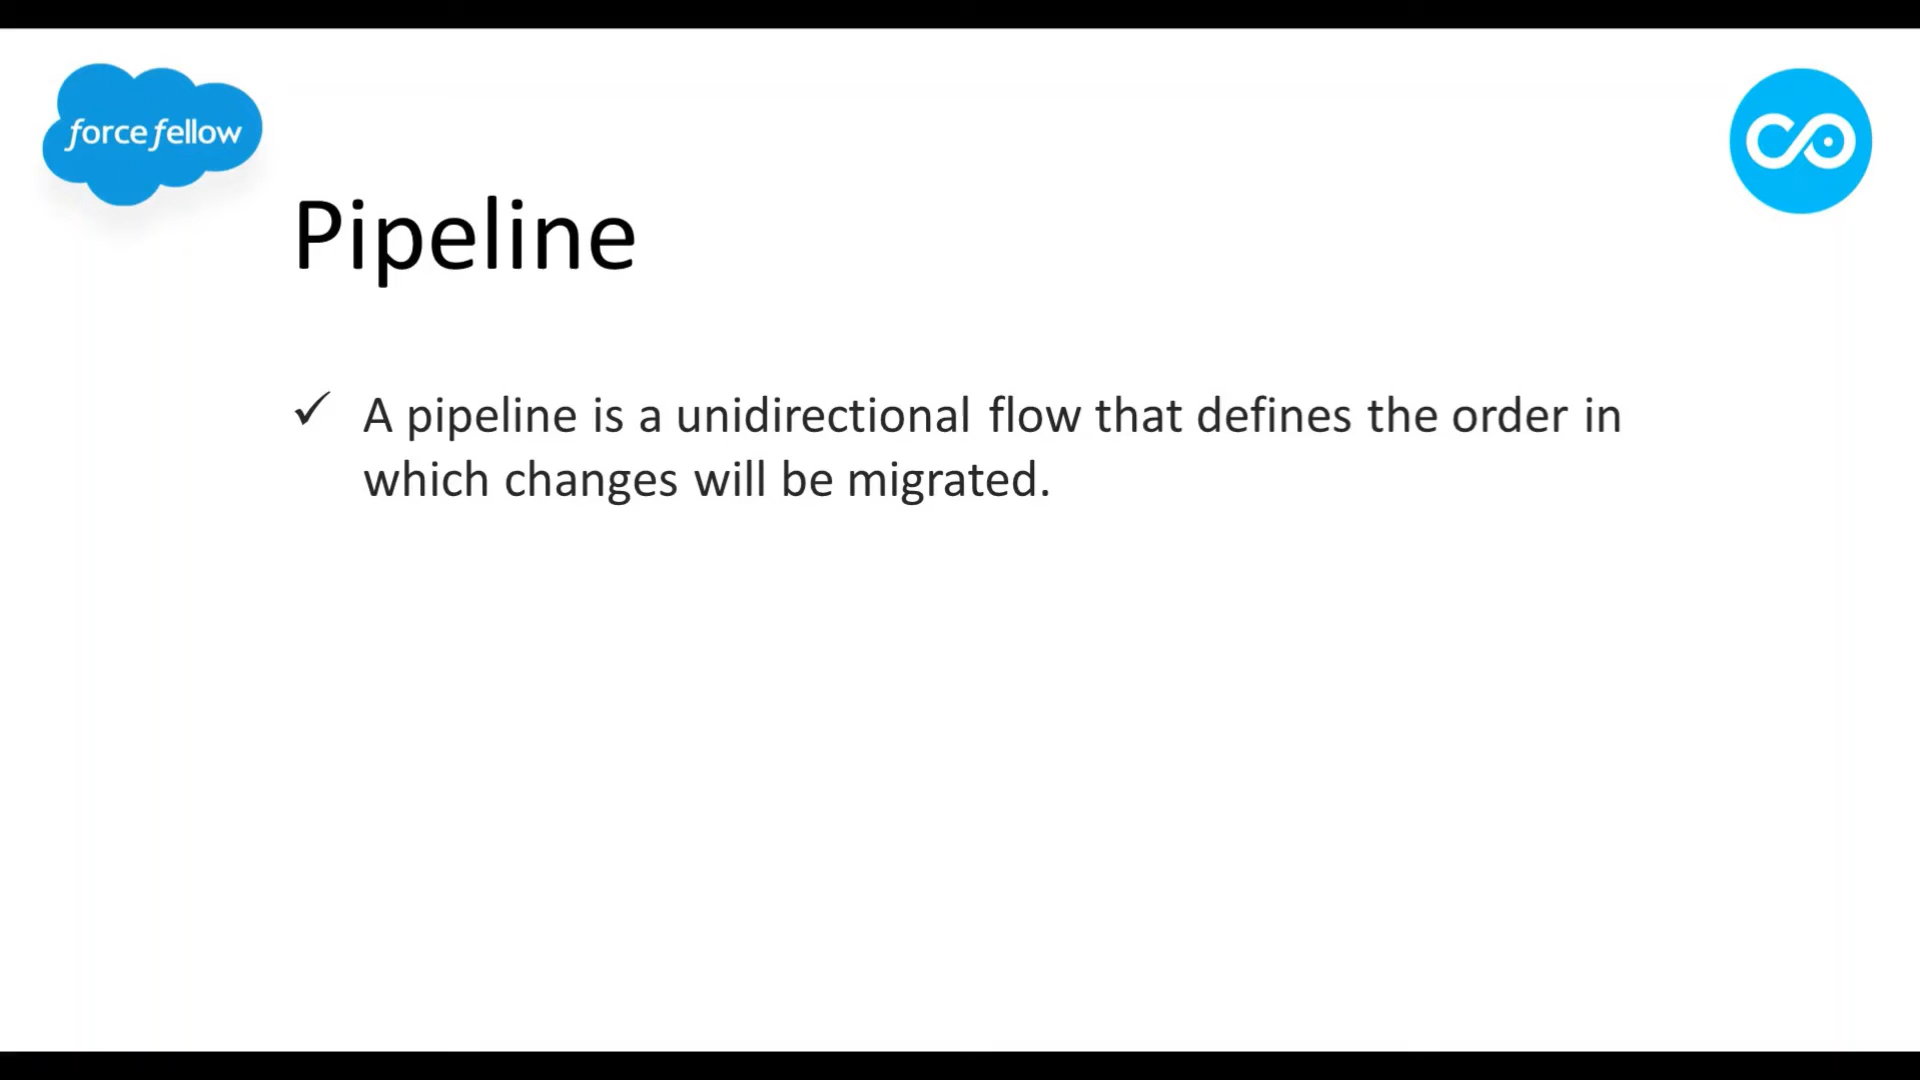 force fellow
Pipeline
✓ A pipeline is a unidirectional flow that defines the order in
which changes will be migrated.